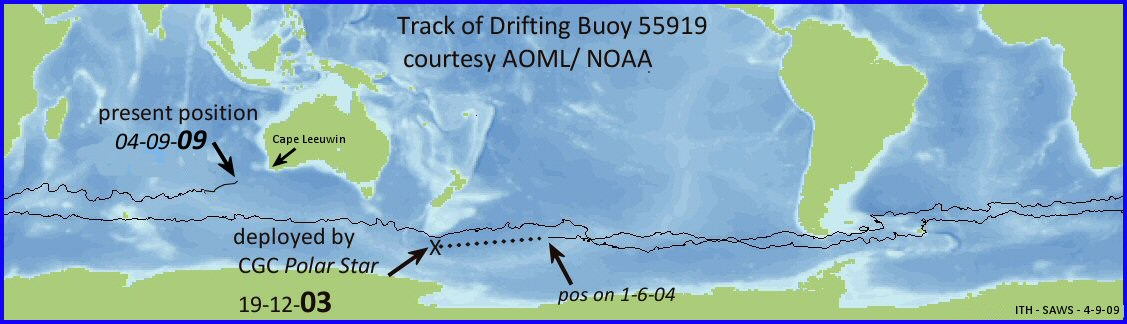 Track of Drifting Buoy 55919
courtesy AOML/ NOAA
present position
04-09-09
Cape Leeuwin
deployed by
CGC Polar Star
19-12-03
X
pos on 1-6-04
ITH - SAWS - 4-9-09